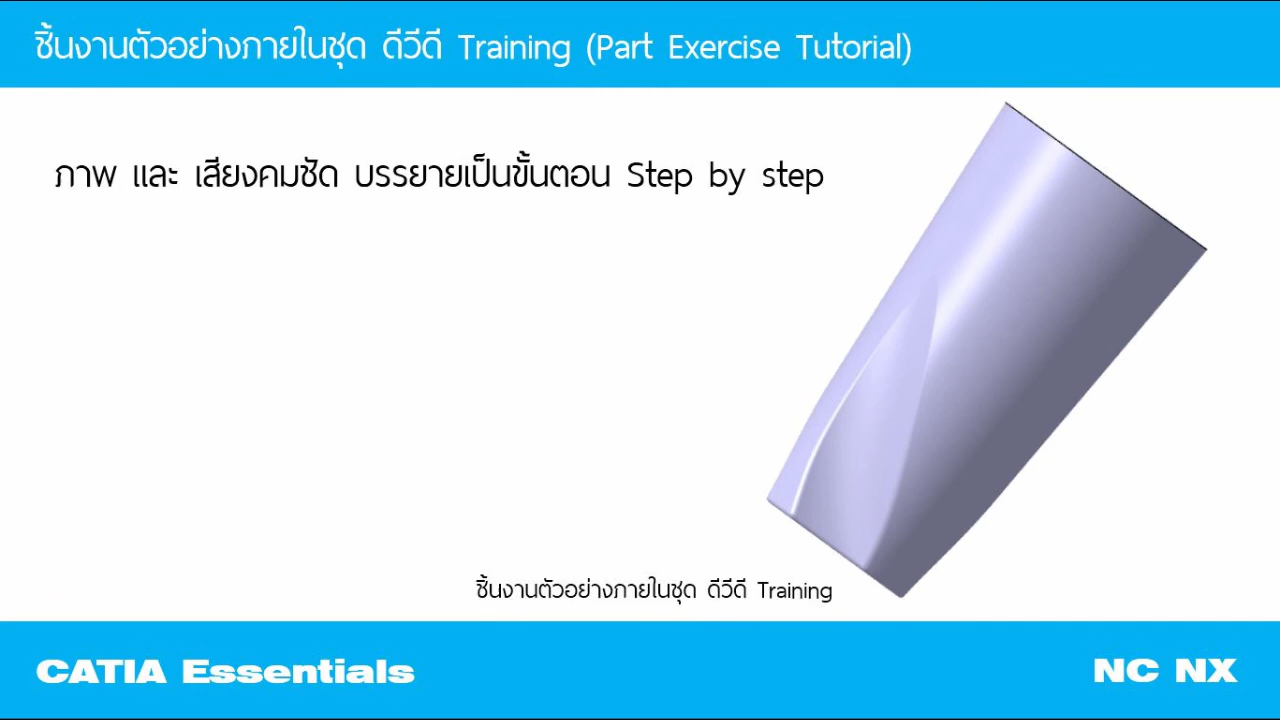 ชิ้นงานตัวอย่างภายในชุด ดีวีดี Training (Part Exercise Tutorial)
ภาพ และ เสียงคมชัด บรรยายเป็นขั้นตอน Step by step
ชิ้นงานตัวอย่างภายในชุด ดีวีดี Training
CATIA Essentials
NC NX